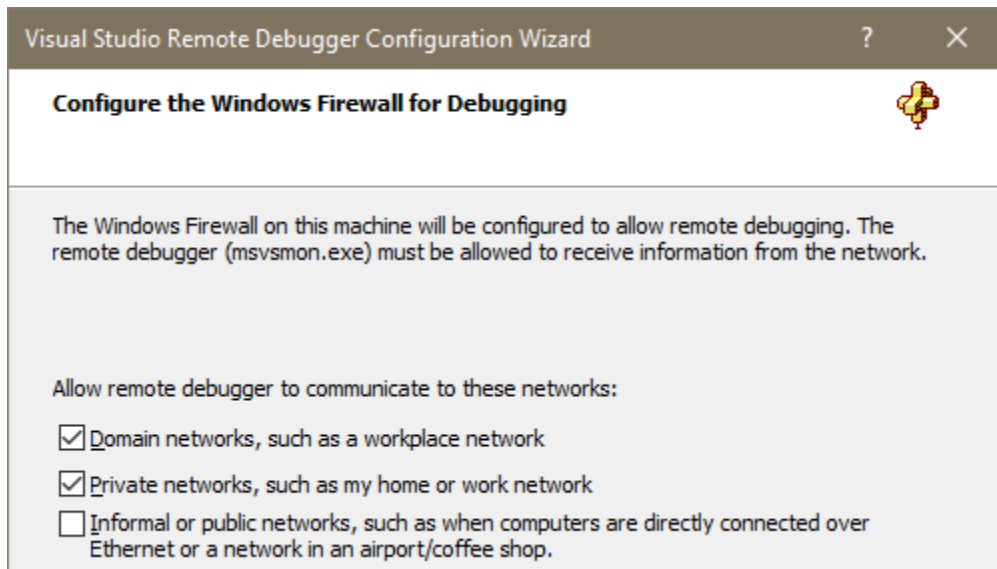 Visual Studio Remote Debugger Configuration Wizard ? ×
Configure the Windows Firewall for Debugging
The Windows Firewall on this machine will be configured to allow remote debugging. The
remote debugger (msvsmon.exe) must be allowed to receive information from the network.
Allow remote debugger to communicate to these networks:
Domain networks, such as a workplace network
Private networks, such as my home or work network
Informal or public networks, such as when computers are directly connected over
Ethernet or a network in an airport/coffee shop.